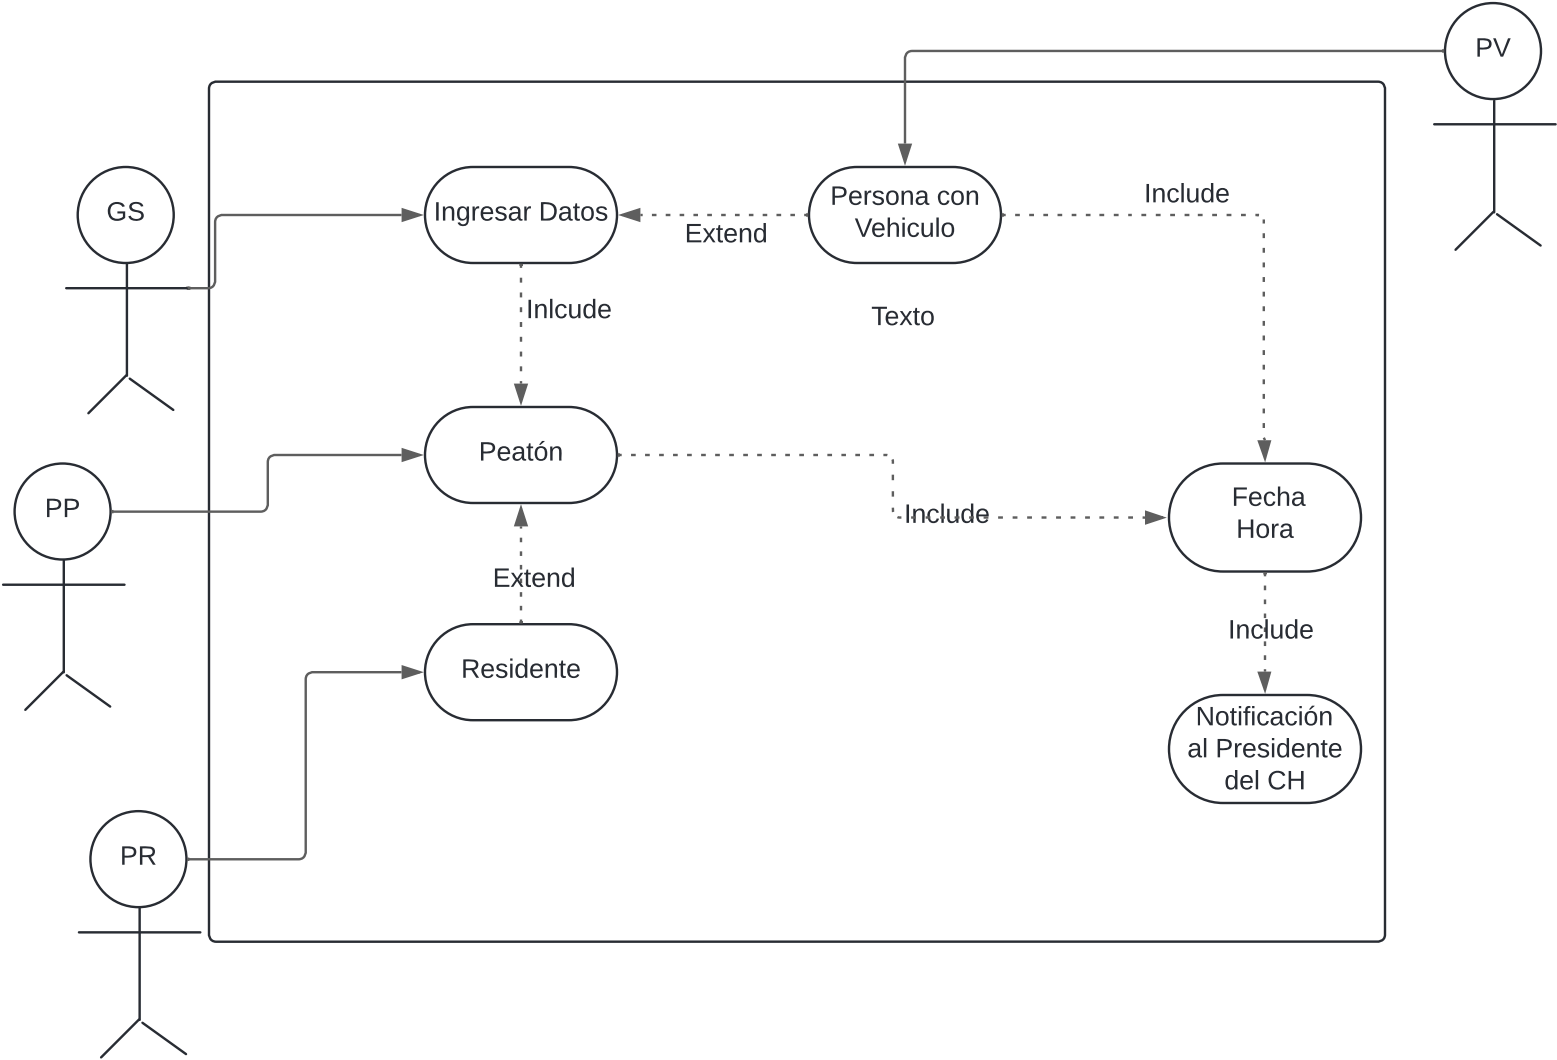 PV
GS
Ingresar Datos
Persona con
Vehiculo
Include
Extend
Inlcude
Texto
Peatón
PP
Fecha
Hora
Include
Extend
Include
Residente
Notificación
al Presidente
del CH
PR